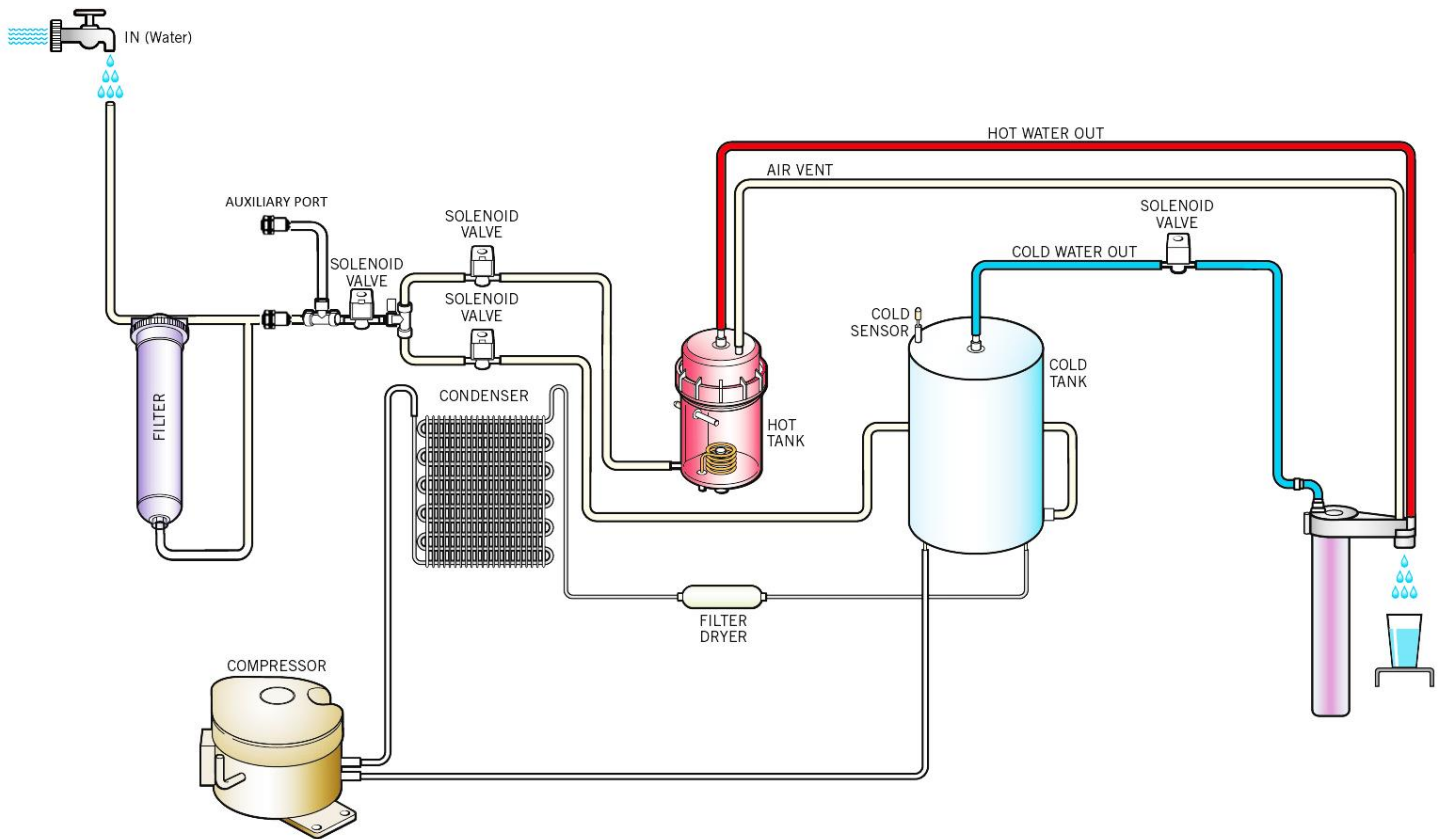 IN (Water)
HOT WATER OUT
AIR VENT
AUXILIARY PORT
SOLENOID
VALVE
SOLENOID
VALVE
SOLENOID
VALVE
SOLENOID
VALVE
COLD WATER OUT
COLD
SENSOR
COLD
TANK
CONDENSER
FILTER
HOT
TANK
FILTER
DRYER
COMPRESSOR